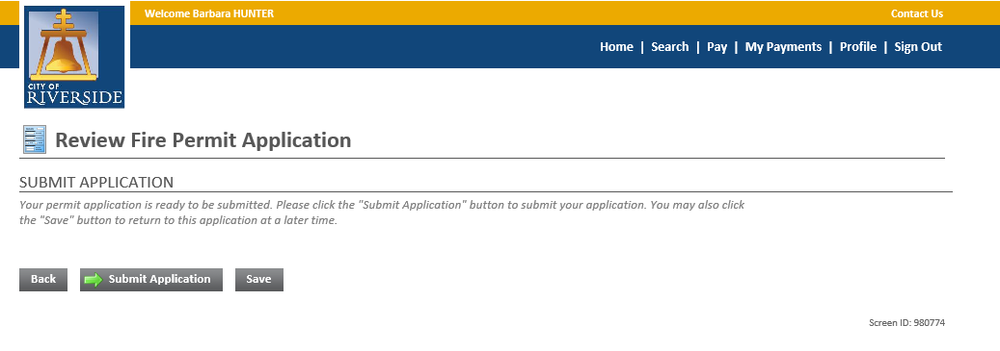 Welcome Barbara HUNTER
Contact Us
Home | Search | Pay | My Payments | Profile | Sign Out
CITY OF
RIVERSIDE
Review Fire Permit Application
SUBMIT APPLICATION
Your permit application is ready to be submitted. Please click the "Submit Application" button to submit your application. You may also click
the "Save" button to return to this application at a later time.
Back
Submit Application
Save
Screen ID: 980774